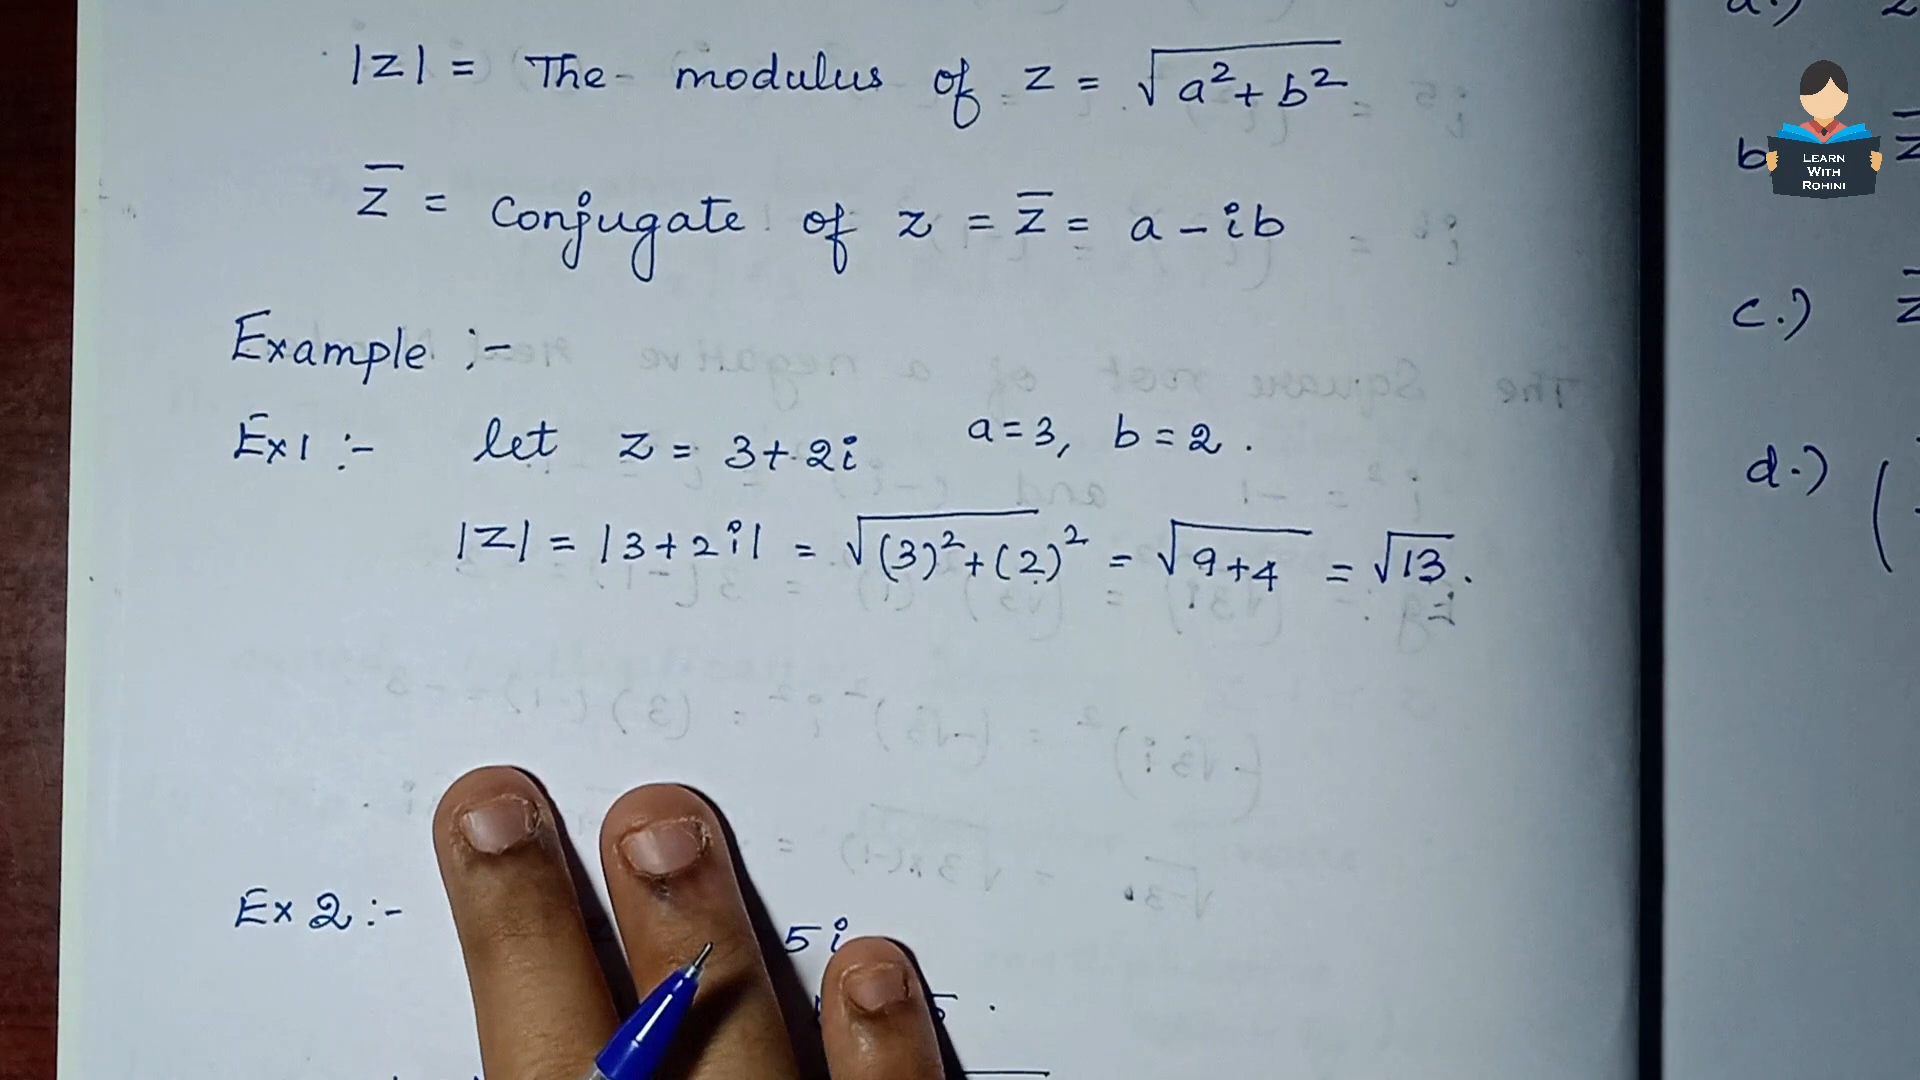 |z| = The modulus of z = √a²+b²
z̅ = conjugate of z = z̅ = a - ib
Example :-
Ex1 :- let z = 3+2i a=3, b=2.
|z| = |3+2i| = √(3)²+(2)² = √9+4 = √13.
Ex 2 :- 5i
b
c.)
d.)
LEARN
WITH
ROHINI